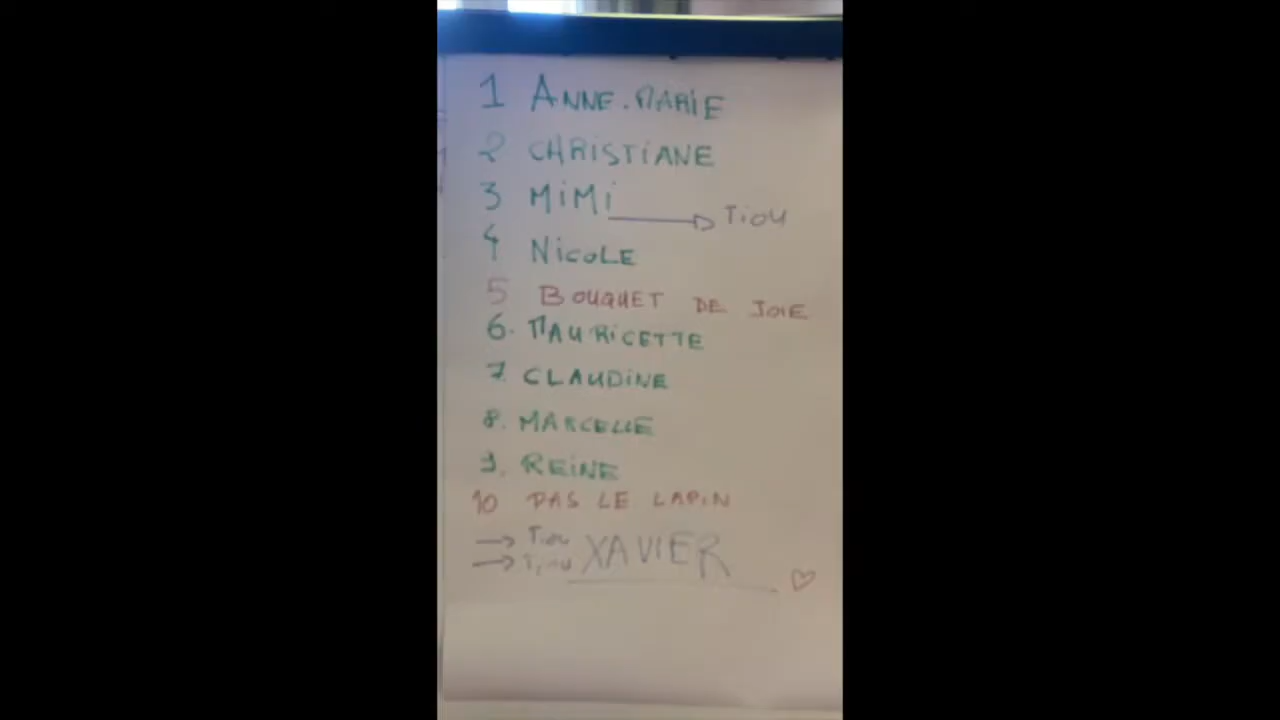 1 ANNE.MARIE
2 CHRISTIANE
3 MiMi → Tiou
4 NicoLE
5 BOUQUET DE JOIE
6. MAURiCETTE
7. CLAUDiNE
8. MARCELLE
9. REiNE
10 PAS LE LAPIN
→ Tiou XAVIER
→ Tiou ♡